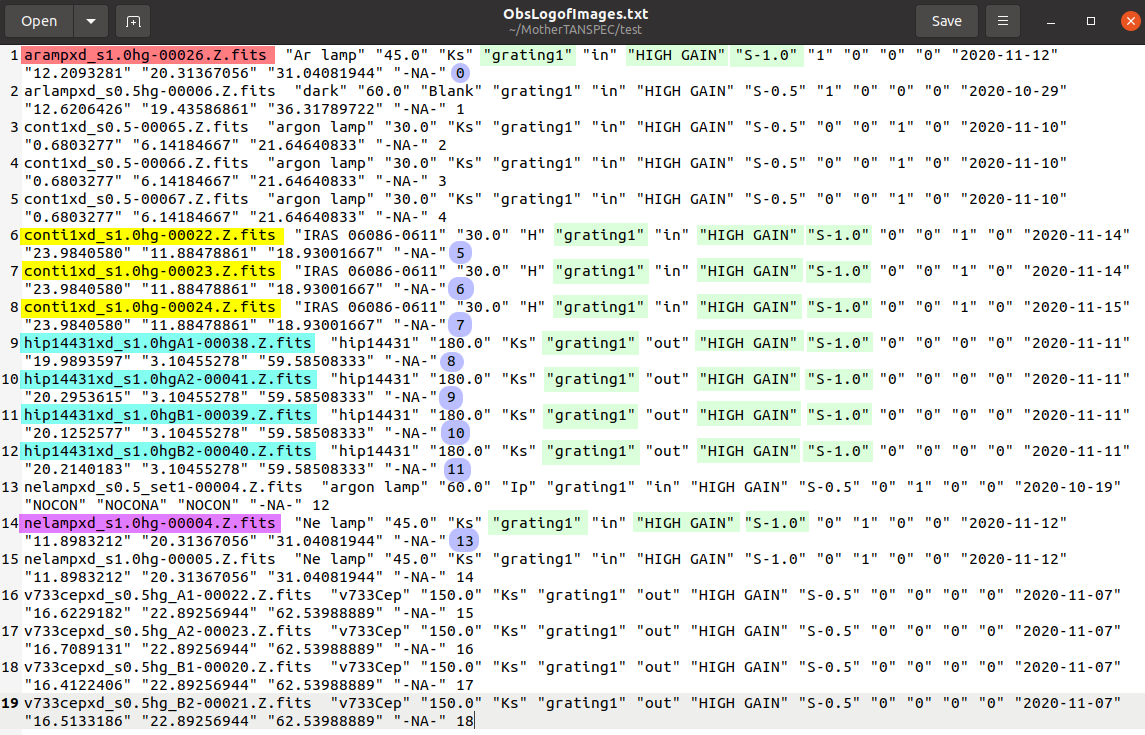 Open
ObsLogofImages.txt
~/MotherTANSPEC/test
Save
1 arampxd_s1.0hg-00026.Z.fits "Ar lamp" "45.0" "Ks" "grating1" "in" "HIGH GAIN" "S-1.0" "1" "0" "0" "0" "2020-11-12"
"12.2093281" "20.31367056" "31.04081944" "-NA-" 0
2 arlampxd_s0.5hg-00006.Z.fits "dark" "60.0" "Blank" "grating1" "in" "HIGH GAIN" "S-0.5" "1" "0" "0" "0" "2020-10-29"
"12.6206426" "19.43586861" "36.31789722" "-NA-" 1
3 cont1xd_s0.5-00065.Z.fits "argon lamp" "30.0" "Ks" "grating1" "in" "HIGH GAIN" "S-0.5" "0" "0" "1" "0" "2020-11-10"
"0.6803277" "6.14184667" "21.64640833" "-NA-" 2
4 cont1xd_s0.5-00066.Z.fits "argon lamp" "30.0" "Ks" "grating1" "in" "HIGH GAIN" "S-0.5" "0" "0" "1" "0" "2020-11-10"
"0.6803277" "6.14184667" "21.64640833" "-NA-" 3
5 cont1xd_s0.5-00067.Z.fits "argon lamp" "30.0" "Ks" "grating1" "in" "HIGH GAIN" "S-0.5" "0" "0" "1" "0" "2020-11-10"
"0.6803277" "6.14184667" "21.64640833" "-NA-" 4
6 conti1xd_s1.0hg-00022.Z.fits "IRAS 06086-0611" "30.0" "H" "grating1" "in" "HIGH GAIN" "S-1.0" "0" "0" "1" "0" "2020-11-14"
"23.9840580" "11.88478861" "18.93001667" "-NA-" 5
7 conti1xd_s1.0hg-00023.Z.fits "IRAS 06086-0611" "30.0" "H" "grating1" "in" "HIGH GAIN" "S-1.0" "0" "0" "1" "0" "2020-11-14"
"23.9840580" "11.88478861" "18.93001667" "-NA-" 6
8 conti1xd_s1.0hg-00024.Z.fits "IRAS 06086-0611" "30.0" "H" "grating1" "in" "HIGH GAIN" "S-1.0" "0" "0" "1" "0" "2020-11-15"
"23.9840580" "11.88478861" "18.93001667" "-NA-" 7
9 hip14431xd_s1.0hgA1-00038.Z.fits "hip14431" "180.0" "Ks" "grating1" "out" "HIGH GAIN" "S-1.0" "0" "0" "0" "0" "2020-11-11"
"19.9893597" "3.10455278" "59.58508333" "-NA-" 8
10 hip14431xd_s1.0hgA2-00041.Z.fits "hip14431" "180.0" "Ks" "grating1" "out" "HIGH GAIN" "S-1.0" "0" "0" "0" "0" "2020-11-11"
"20.2953615" "3.10455278" "59.58508333" "-NA-" 9
11 hip14431xd_s1.0hgB1-00039.Z.fits "hip14431" "180.0" "Ks" "grating1" "out" "HIGH GAIN" "S-1.0" "0" "0" "0" "0" "2020-11-11"
"20.1252577" "3.10455278" "59.58508333" "-NA-" 10
12 hip14431xd_s1.0hgB2-00040.Z.fits "hip14431" "180.0" "Ks" "grating1" "out" "HIGH GAIN" "S-1.0" "0" "0" "0" "0" "2020-11-11"
"20.2140183" "3.10455278" "59.58508333" "-NA-" 11
13 nelampxd_s0.5_set1-00004.Z.fits "argon lamp" "60.0" "Ip" "grating1" "in" "HIGH GAIN" "S-0.5" "0" "1" "0" "0" "2020-10-19"
"NOCON" "NOCONA" "NOCON" "-NA-" 12
14 nelampxd_s1.0hg-00004.Z.fits "Ne lamp" "45.0" "Ks" "grating1" "in" "HIGH GAIN" "S-1.0" "0" "1" "0" "0" "2020-11-12"
"11.8983212" "20.31367056" "31.04081944" "-NA-" 13
15 nelampxd_s1.0hg-00005.Z.fits "Ne lamp" "45.0" "Ks" "grating1" "in" "HIGH GAIN" "S-1.0" "0" "1" "0" "0" "2020-11-12"
"11.8983212" "20.31367056" "31.04081944" "-NA-" 14
16 v733cepxd_s0.5hg_A1-00022.Z.fits "v733Cep" "150.0" "Ks" "grating1" "out" "HIGH GAIN" "S-0.5" "0" "0" "0" "0" "2020-11-07"
"16.6229182" "22.89256944" "62.53988889" "-NA-" 15
17 v733cepxd_s0.5hg_A2-00023.Z.fits "v733Cep" "150.0" "Ks" "grating1" "out" "HIGH GAIN" "S-0.5" "0" "0" "0" "0" "2020-11-07"
"16.7089131" "22.89256944" "62.53988889" "-NA-" 16
18 v733cepxd_s0.5hg_B1-00020.Z.fits "v733Cep" "150.0" "Ks" "grating1" "out" "HIGH GAIN" "S-0.5" "0" "0" "0" "0" "2020-11-07"
"16.4122406" "22.89256944" "62.53988889" "-NA-" 17
19 v733cepxd_s0.5hg_B2-00021.Z.fits "v733Cep" "150.0" "Ks" "grating1" "out" "HIGH GAIN" "S-0.5" "0" "0" "0" "0" "2020-11-07"
"16.5133186" "22.89256944" "62.53988889" "-NA-" 18